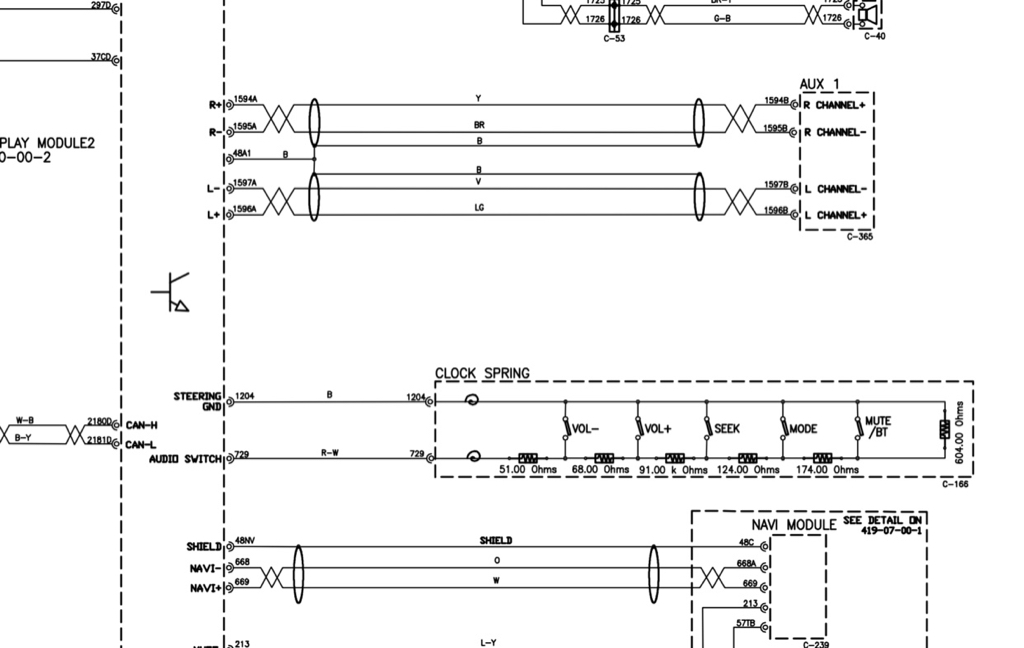 297D
1726
1726
G-B
1726
C-53
C-40
37CD
AUX 1
R+
1594A
Y
1594B
R CHANNEL+
R-
1595A
BR
1595B
R CHANNEL-
B
PLAY MODULE2
0-00-2
48A1
B
B
L-
1597A
V
1597B
L CHANNEL-
L+
1596A
LG
1596B
L CHANNEL+
C-365
CLOCK SPRING
STEERING
GND
1204
B
1204
W-B
2180D
CAN-H
VOL-
VOL+
SEEK
MODE
MUTE
/BT
604.00 Ohms
B-Y
2181D
CAN-L
AUDIO SWITCH
729
R-W
729
51.00 Ohms
68.00 Ohms
91.00 k Ohms
124.00 Ohms
174.00 Ohms
C-166
NAVI MODULE
SEE DETAIL ON
419-07-00-1
SHIELD
48NV
SHIELD
48C
NAVI-
668
O
668A
NAVI+
669
W
669
213
57TB
213
L-Y
C-239